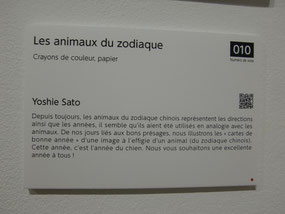 Les animaux du zodiaque
Crayons de couleur, papier
010
Numéro de vote
Yoshie Sato
Depuis toujours, les animaux du zodiaque chinois représentent les directions
ainsi que les années, il semble qu'ils aient été utilisés en analogie avec les
animaux. De nos jours liés aux bons présages, nous illustrons les « cartes de
bonne année » d'une image à l'effigie d'un animal (du zodiaque chinois).
Cette année, c'est l'année du chien. Nous vous souhaitons une excellente
année à tous !